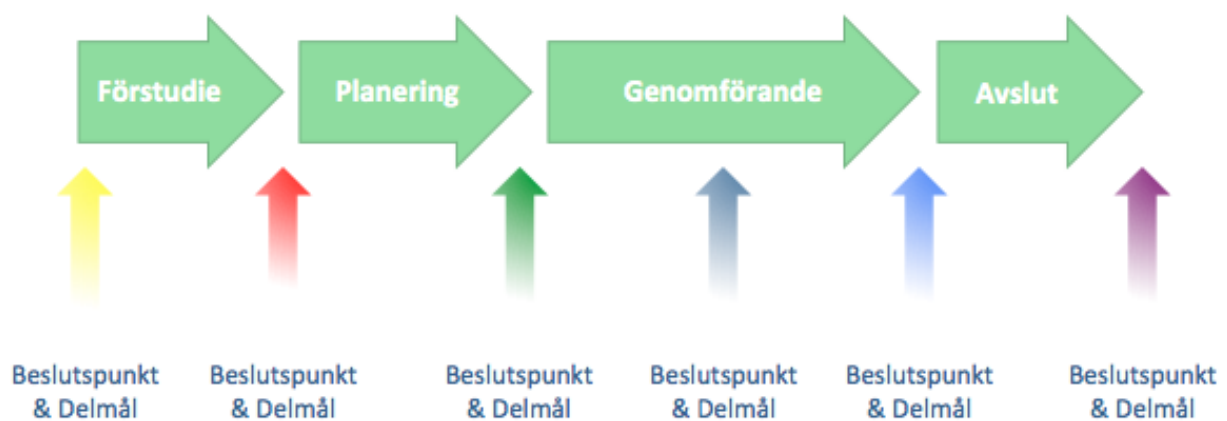 Förstudie
Planering
Genomförande
Avslut
Beslutspunkt
& Delmål
Beslutspunkt
& Delmål
Beslutspunkt
& Delmål
Beslutspunkt
& Delmål
Beslutspunkt
& Delmål
Beslutspunkt
& Delmål